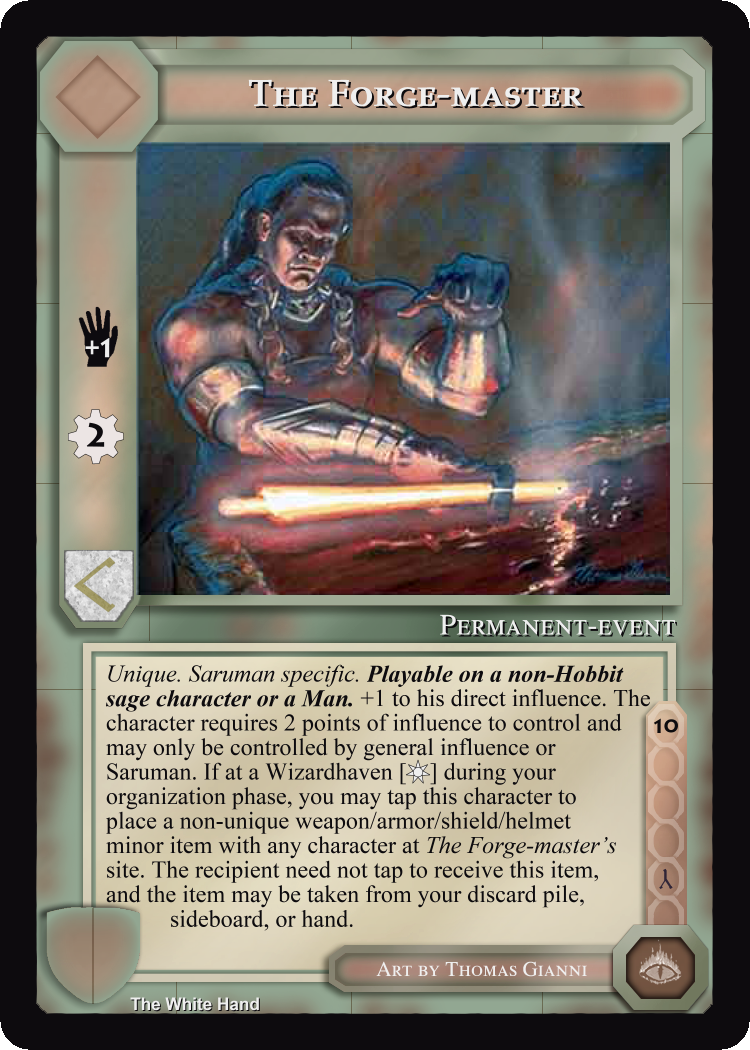 The Forge-master
+1
2
Permanent-event
Unique. Saruman specific. Playable on a non-Hobbit
sage character or a Man. +1 to his direct influence. The
character requires 2 points of influence to control and
may only be controlled by general influence or
Saruman. If at a Wizardhaven [☼] during your
organization phase, you may tap this character to
place a non-unique weapon/armor/shield/helmet
minor item with any character at The Forge-master's
site. The recipient need not tap to receive this item,
and the item may be taken from your discard pile,
sideboard, or hand.
10
Art by Thomas Gianni
The White Hand